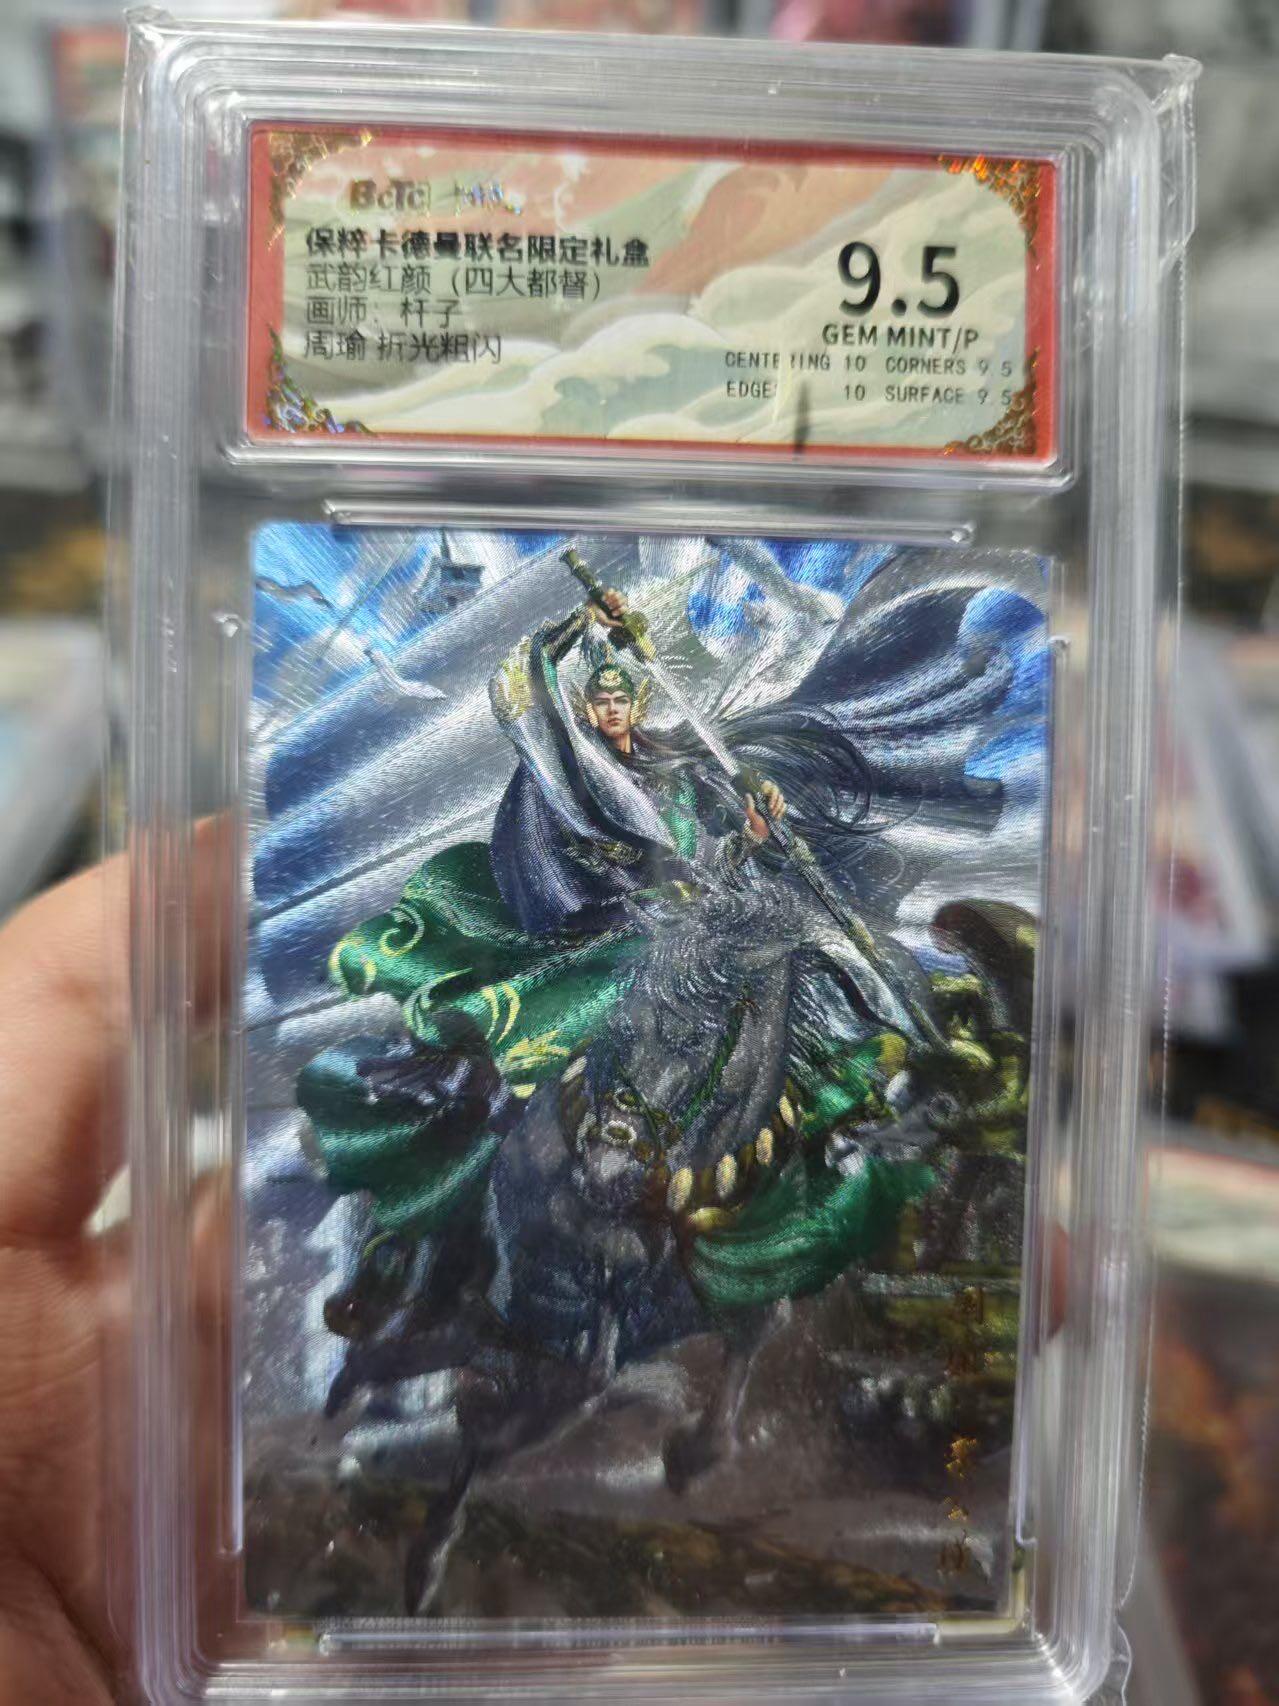 BcTC
保粹卡德曼联名限定礼盒
武韵红颜（四大都督）
画师：杆子
周瑜 折光粗闪
9.5
GEM MINT/P
CENTERING 10 CORNERS 9.5
EDGES 10 SURFACE 9.5